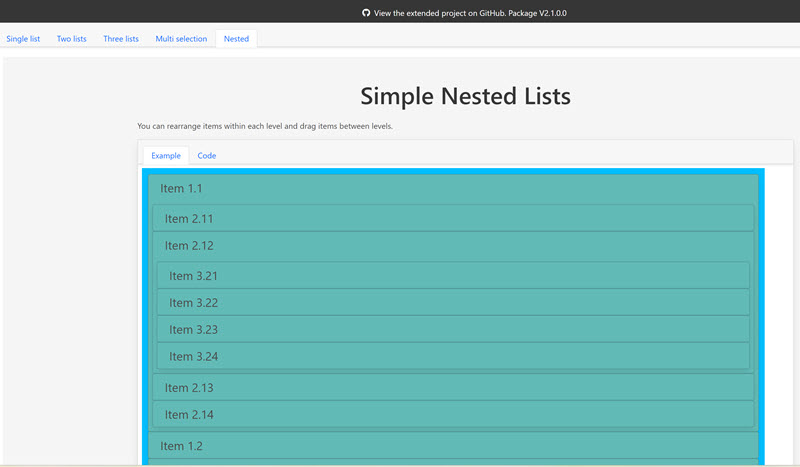 View the extended project on GitHub. Package V2.1.0.0
Single list Two lists Three lists Multi selection Nested
Simple Nested Lists
You can rearrange items within each level and drag items between levels.
Example Code
Item 1.1
Item 2.11
Item 2.12
Item 3.21
Item 3.22
Item 3.23
Item 3.24
Item 2.13
Item 2.14
Item 1.2